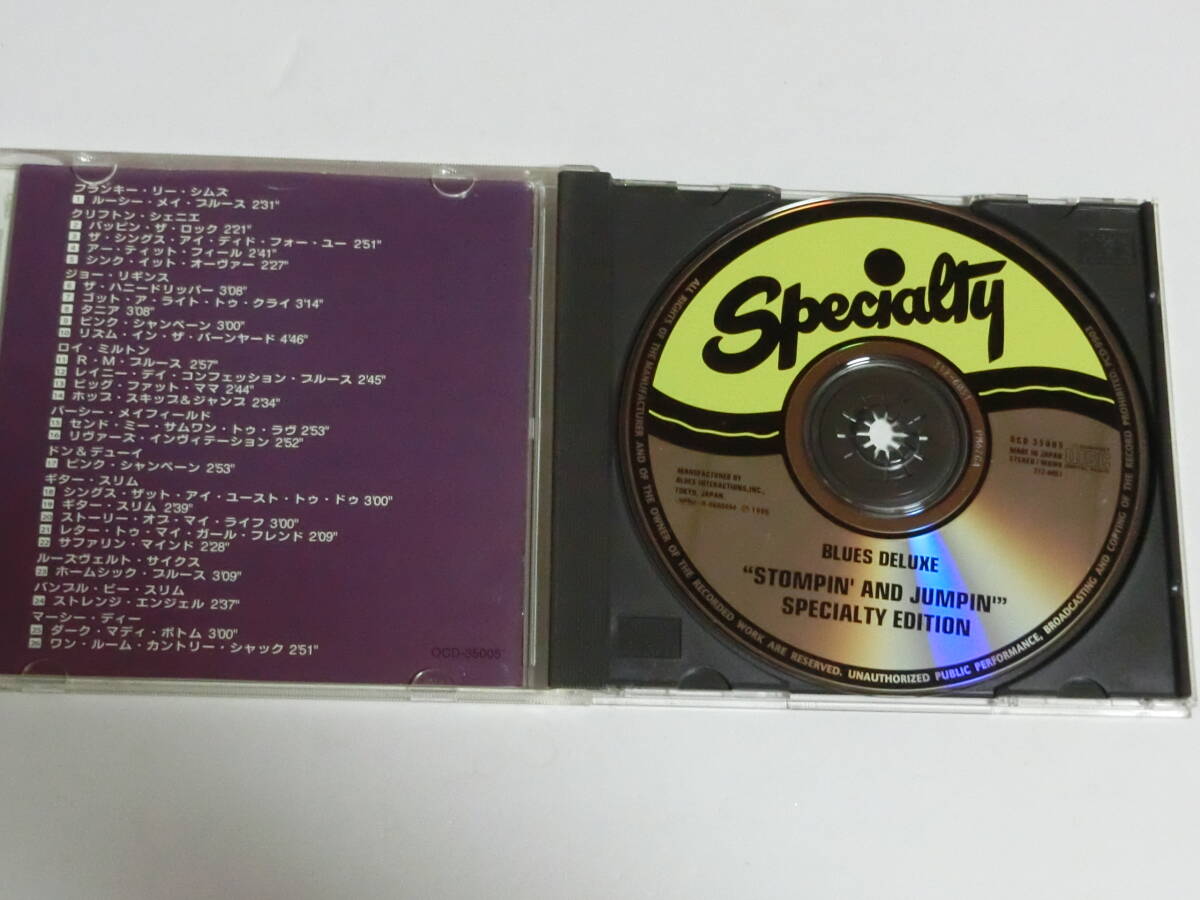 フランキー・リー・シムズ
1 ルーシー・メイ・ブルース 2'31"
クリフトン・シェニエ
2 バッピン・ザ・ロック 2'21"
3 ザ・シングス・アイ・ディド・フォー・ユー 2'51"
4 アー・ティット・フィール 2'41"
5 シンク・イット・オーヴァー 2'27"
ジョー・リギンス
6 ザ・ハニードリッパー 3'08"
7 ゴット・ア・ライト・トゥ・クライ 3'14"
8 タニア 3'08"
9 ピンク・シャンペーン 3'00"
10 リズム・イン・ザ・バーンヤード 4'46"
ロイ・ミルトン
11 R・M・ブルース 2'57"
12 レイニー・デイ・コンフェッション・ブルース 2'45"
13 ビッグ・ファット・ママ 2'44"
14 ホップ・スキップ&ジャンプ 2'34"
パーシー・メイフィールド
15 センド・ミー・サムワン・トゥ・ラヴ 2'53"
16 リヴァース・インヴィテーション 2'52"
ドン&デューイ
17 ピンク・シャンペーン 2'53"
ギター・スリム
18 シングス・ザット・アイ・ユースト・トゥ・ドゥ 3'00"
19 ギター・スリム 2'39"
20 ストーリー・オブ・マイ・ライフ 3'00"
21 レター・トゥ・マイ・ガール・フレンド 2'09"
22 サファリン・マインド 2'28"
ルーズヴェルト・サイクス
23 ホームシック・ブルース 3'09"
バンブル・ビー・スリム
24 ストレンジ・エンジェル 2'37"
マーシー・ディー
25 ダーク・マディ・ボトム 3'00"
26 ワン・ルーム・カントリー・シャック 2'51"
OCD-35005
Specialty
MANUFACTURED BY
BLUES INTERACTIONS, INC.,
TOKYO, JAPAN.
℗ 1995
OCD 35005
MADE IN JAPAN
STEREO/MONO
BLUES DELUXE
"STOMPIN' AND JUMPIN'"
SPECIALTY EDITION
ALL RIGHTS OF THE MANUFACTURER AND OF THE OWNER OF THE RECORDED WORK ARE RESERVED. UNAUTHORIZED PUBLIC PERFORMANCE, BROADCASTING AND COPYING OF THE RECORD PROHIBITED.